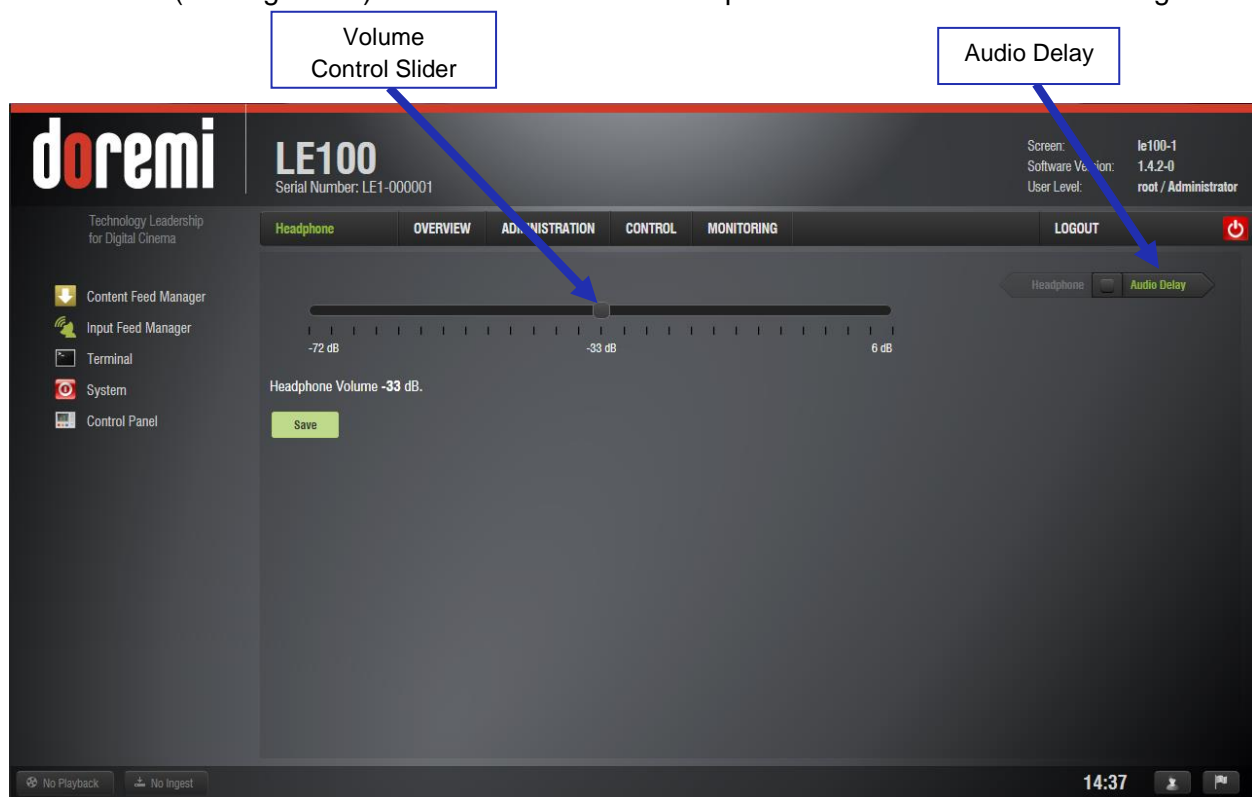 Volume
Control Slider
Audio Delay
doremi
LE100
Serial Number: LE1-000001
Screen: le100-1
Software Version: 1.4.2-0
User Level: root / Administrator
Technology Leadership
for Digital Cinema
Headphone OVERVIEW ADMINISTRATION CONTROL MONITORING LOGOUT
Headphone Audio Delay
Content Feed Manager
Input Feed Manager
Terminal
System
Control Panel
-72 dB -33 dB 6 dB
Headphone Volume -33 dB.
Save
No Playback No Ingest 14:37